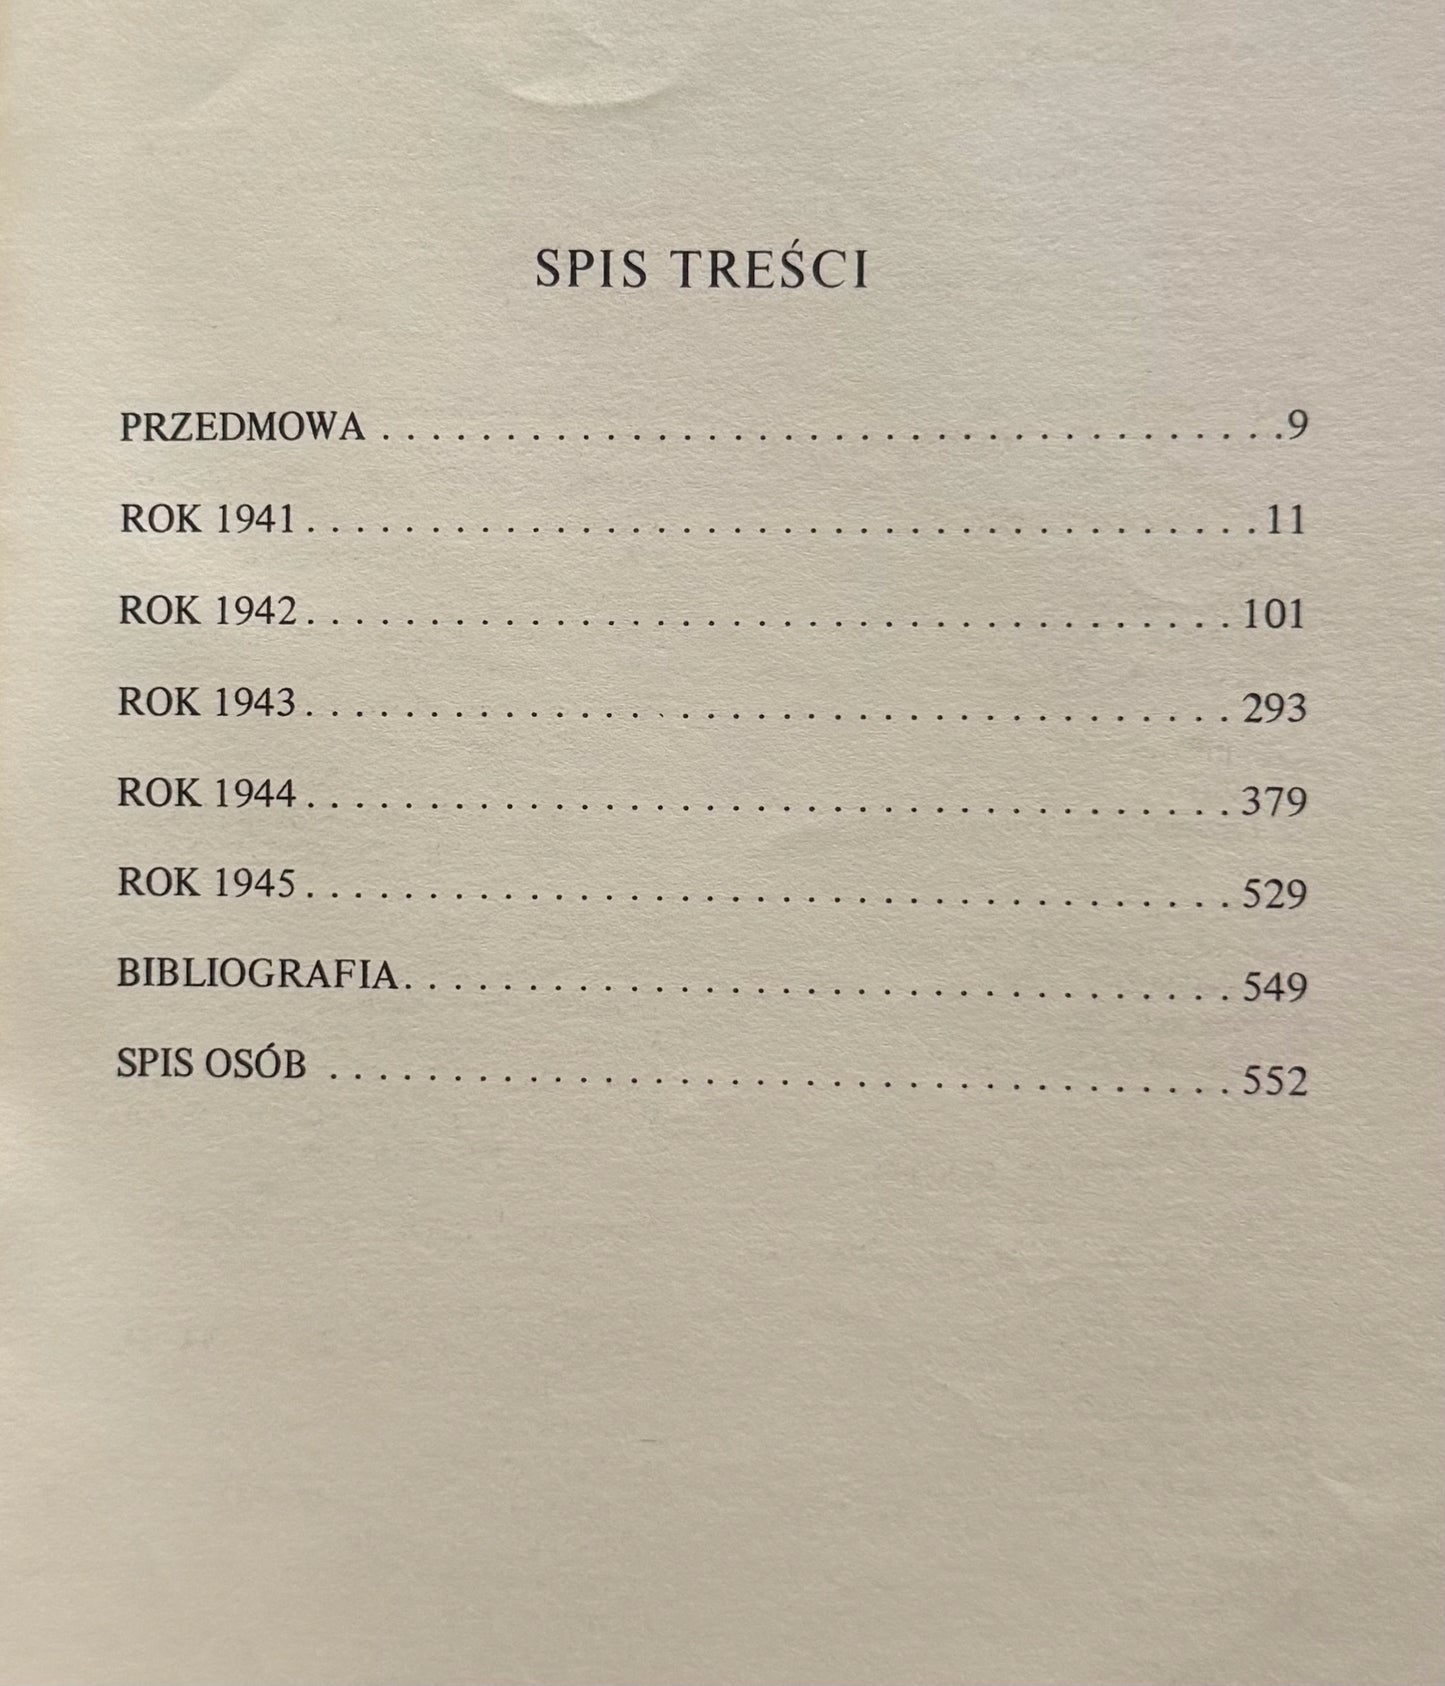 SPIS TREŚCI
PRZEDMOWA . . . . . . . . . . . . . . . . . . . . . . . . . . . . . . . . . . . . .9
ROK 1941 . . . . . . . . . . . . . . . . . . . . . . . . . . . . . . . . . . . . . . .11
ROK 1942 . . . . . . . . . . . . . . . . . . . . . . . . . . . . . . . . . . . . . .101
ROK 1943 . . . . . . . . . . . . . . . . . . . . . . . . . . . . . . . . . . . . . .293
ROK 1944 . . . . . . . . . . . . . . . . . . . . . . . . . . . . . . . . . . . . . .379
ROK 1945 . . . . . . . . . . . . . . . . . . . . . . . . . . . . . . . . . . . . . .529
BIBLIOGRAFIA. . . . . . . . . . . . . . . . . . . . . . . . . . . . . . . . . .549
SPIS OSÓB . . . . . . . . . . . . . . . . . . . . . . . . . . . . . . . . . . . . .552